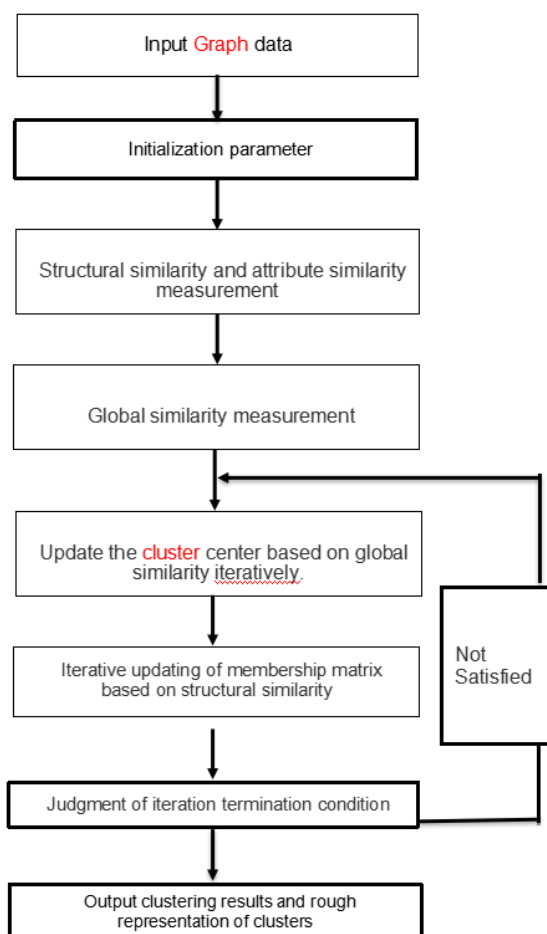 Input Graph data
Initialization parameter
Structural similarity and attribute similarity
measurement
Global similarity measurement
Update the cluster center based on global
similarity iteratively.
Iterative updating of membership matrix
based on structural similarity
Not
Satisfied
Judgment of iteration termination condition
Output clustering results and rough
representation of clusters